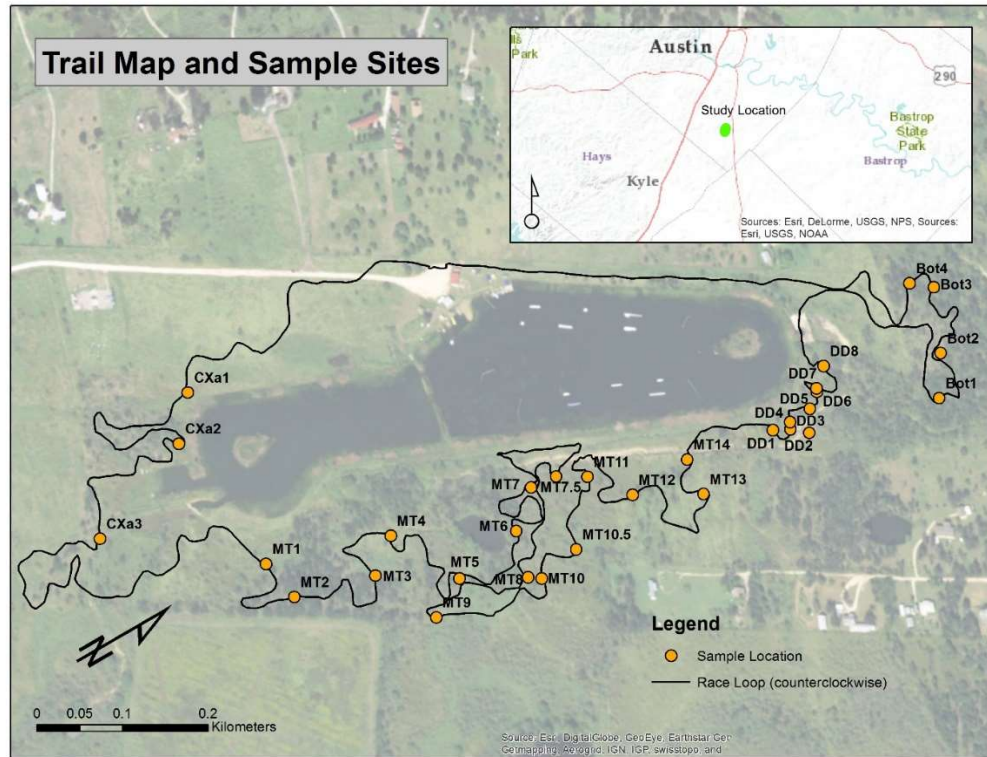 Trail Map and Sample Sites
Park
Austin
290
Study Location
Bastrop
State
Park
Hays
Bastrop
Kyle
Sources: Esri, DeLorme, USGS, NPS, Sources:
Esri, USGS, NOAA
Bot4
Bot3
Bot2
Bot1
DD8
DD7
DD6
DD5
DD4
DD3
DD2
DD1
CXa1
CXa2
CXa3
MT14
MT13
MT12
MT11
MT7.5
MT7
MT6
MT10.5
MT4
MT5
MT8
MT10
MT9
MT3
MT1
MT2
N
Legend
Sample Location
Race Loop (counterclockwise)
0 0.05 0.1 0.2
Kilometers
Source: Esri, DigitalGlobe, GeoEye, Earthstar Geo
Getmapping, Aerogrid, IGN, IGP, swisstopo, and